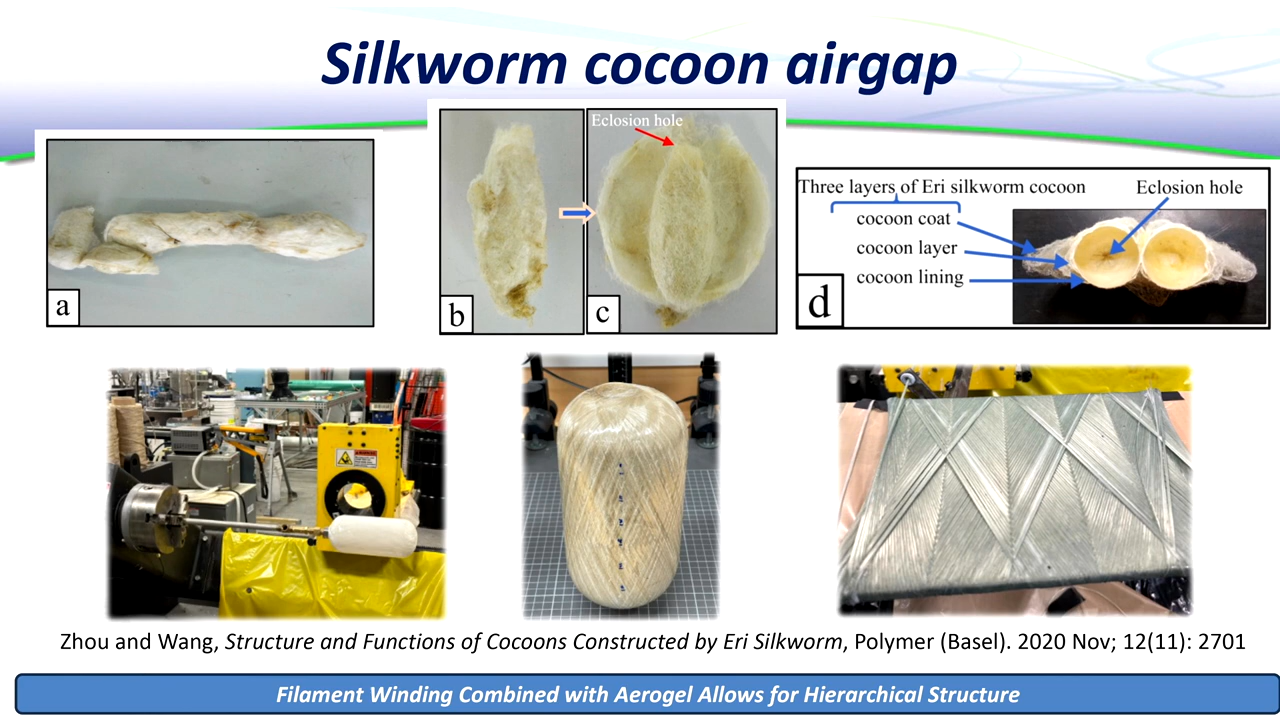 Silkworm cocoon airgap
a
b
Eclosion hole
c
Three layers of Eri silkworm cocoon
Eclosion hole
cocoon coat
cocoon layer
cocoon lining
d
Zhou and Wang, Structure and Functions of Cocoons Constructed by Eri Silkworm, Polymer (Basel). 2020 Nov; 12(11): 2701
Filament Winding Combined with Aerogel Allows for Hierarchical Structure